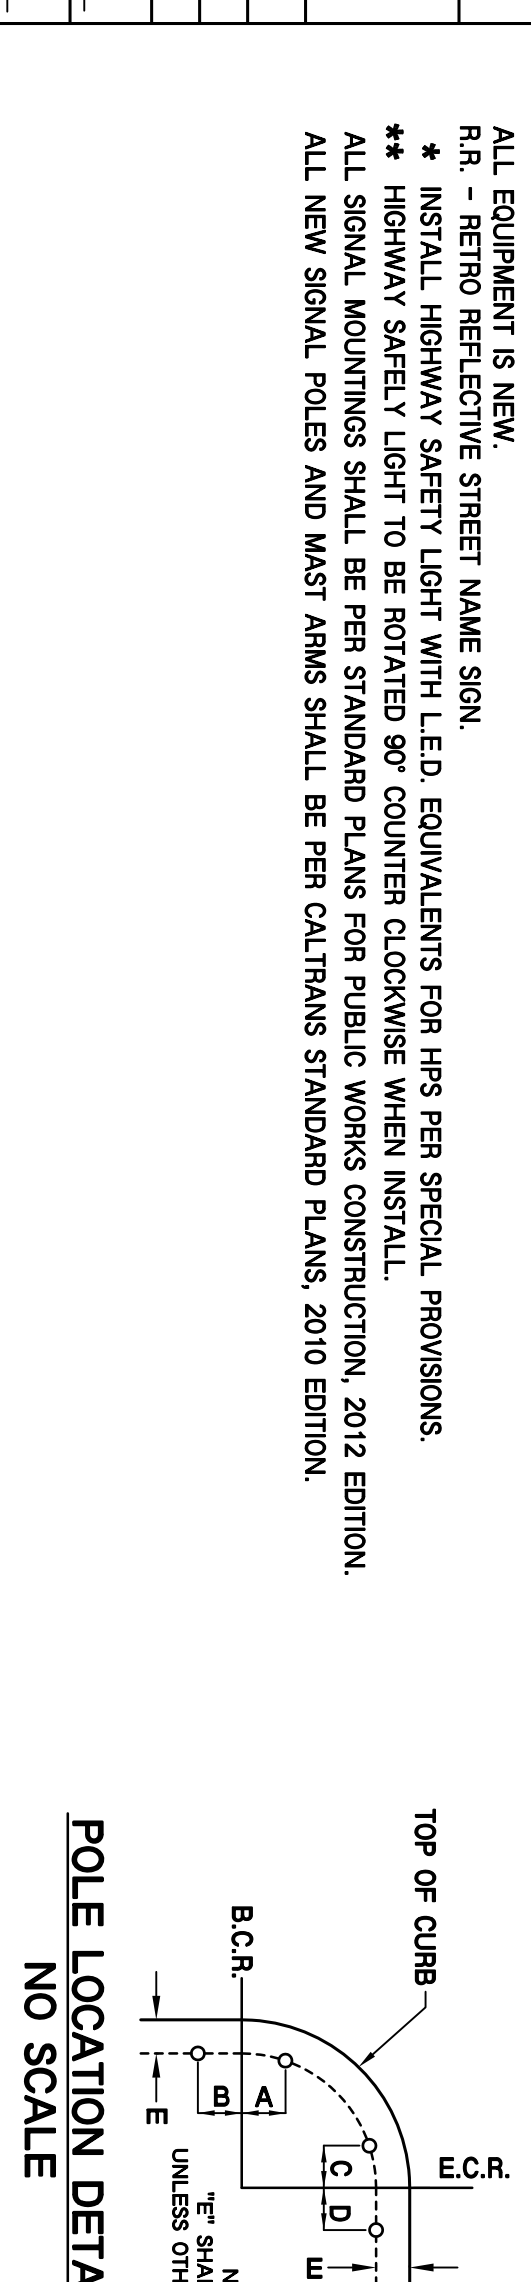 ALL EQUIPMENT IS NEW.
R.R. - RETRO REFLECTIVE STREET NAME SIGN.
* INSTALL HIGHWAY SAFETY LIGHT WITH L.E.D. EQUIVALENTS FOR HPS PER SPECIAL PROVISIONS.
** HIGHWAY SAFELY LIGHT TO BE ROTATED 90° COUNTER CLOCKWISE WHEN INSTALL.
ALL SIGNAL MOUNTINGS SHALL BE PER STANDARD PLANS FOR PUBLIC WORKS CONSTRUCTION, 2012 EDITION.
ALL NEW SIGNAL POLES AND MAST ARMS SHALL BE PER CALTRANS STANDARD PLANS, 2010 EDITION.
TOP OF CURB
E.C.R.
B.C.R.
A
B
C
D
E
E
"E"
UNLESS
POLE LOCATION
NO SCALE